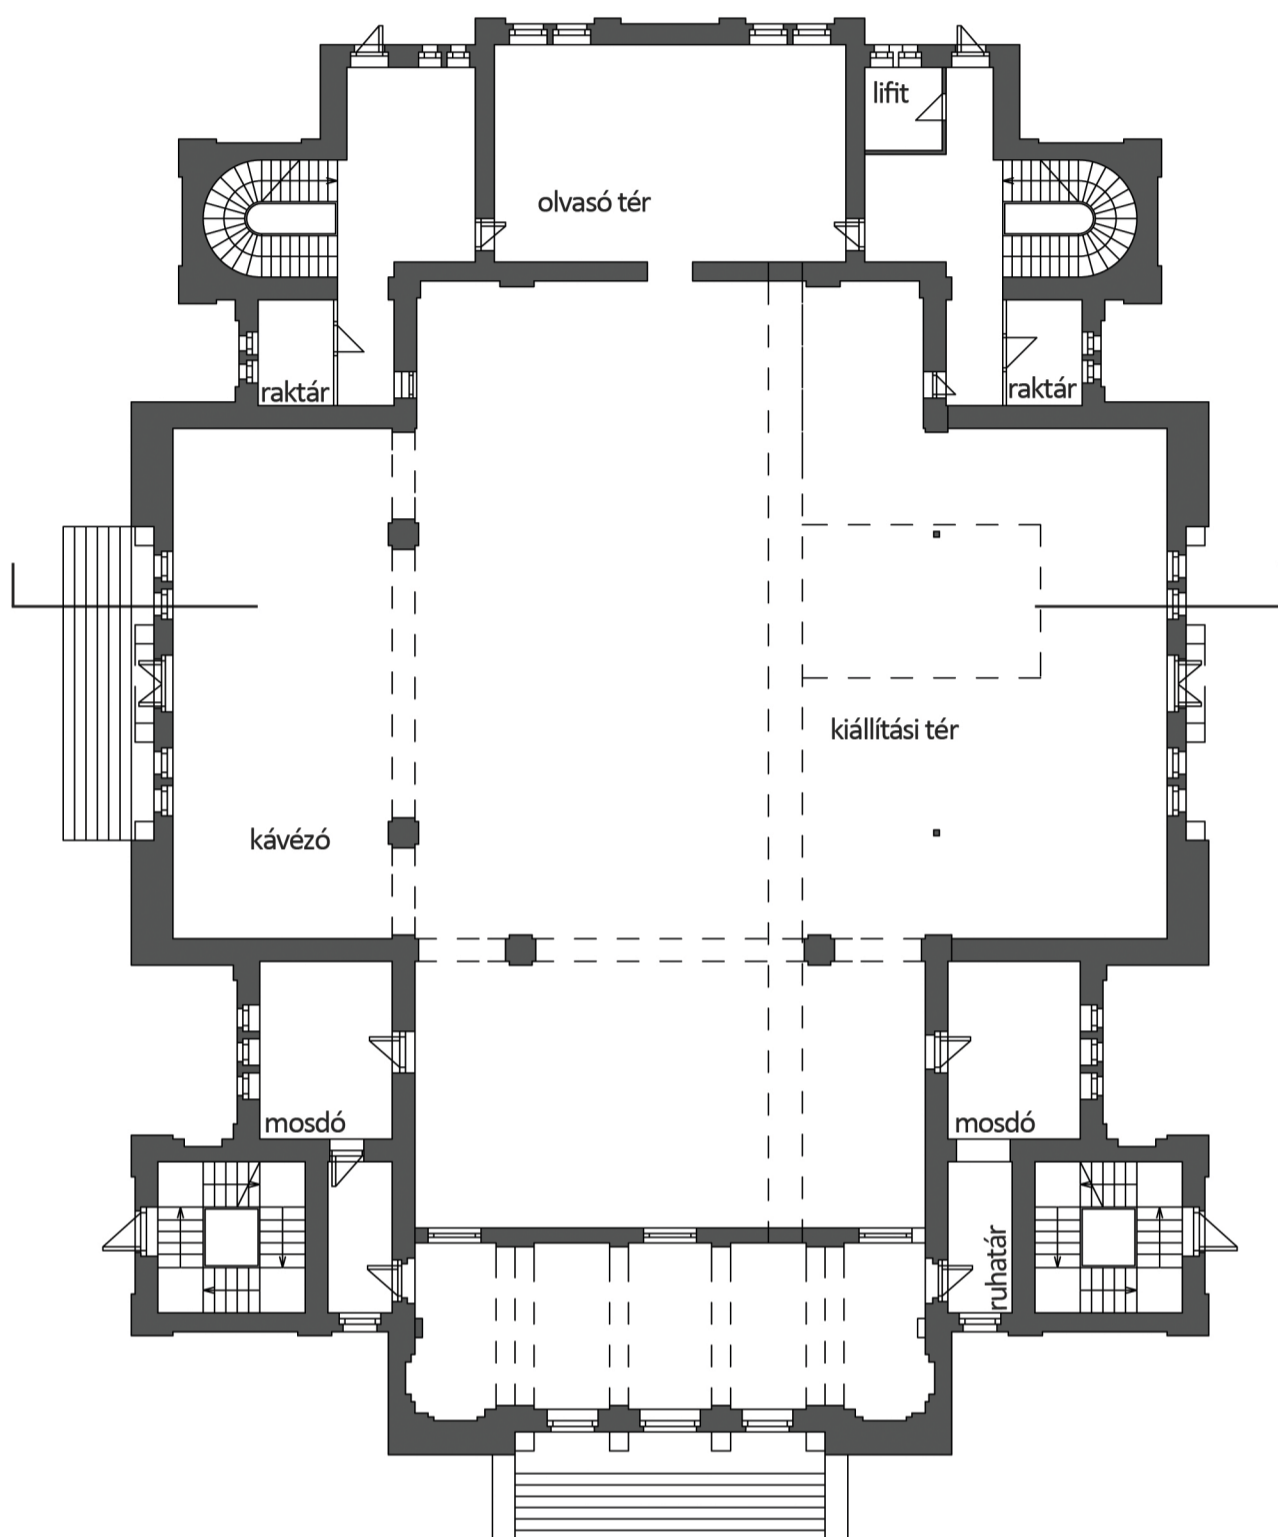 lifit
olvasó tér
raktár
raktár
kiállítási tér
kávézó
mosdó
mosdó
ruhatár